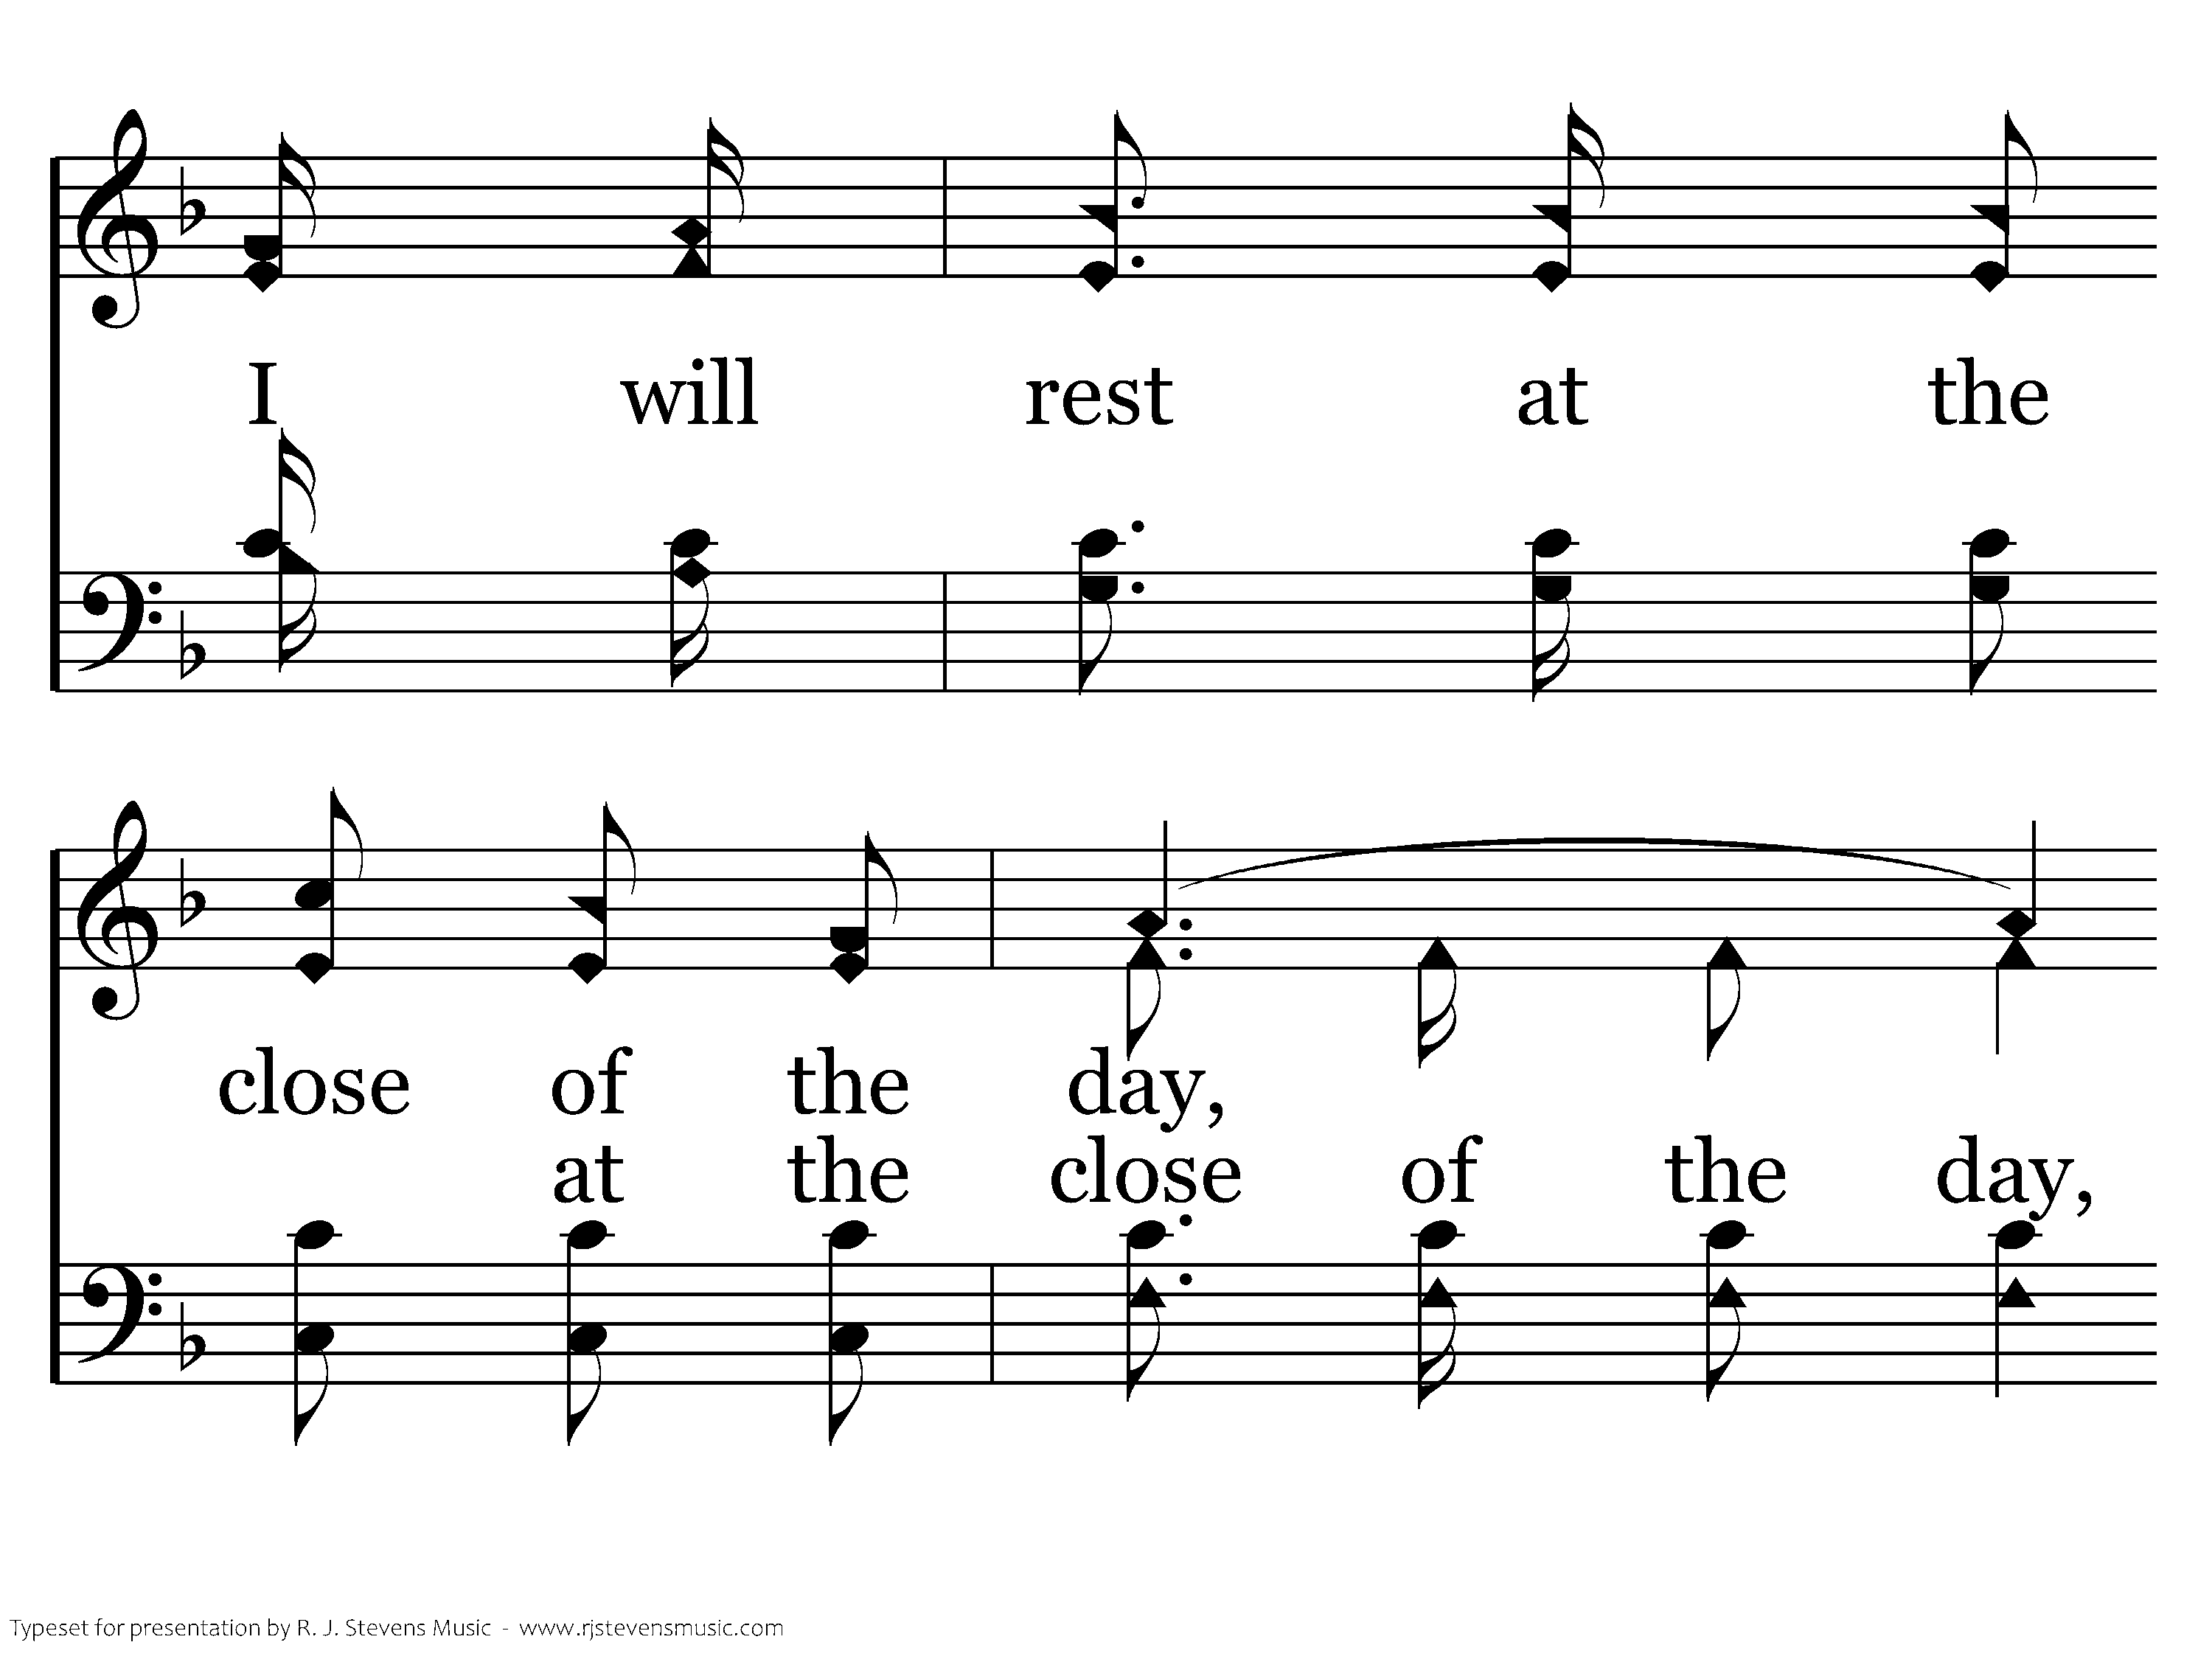 I will rest at the
close of the day,
at the close of the day,
Typeset for presentation by R. J. Stevens Music - www.rjstevensmusic.com